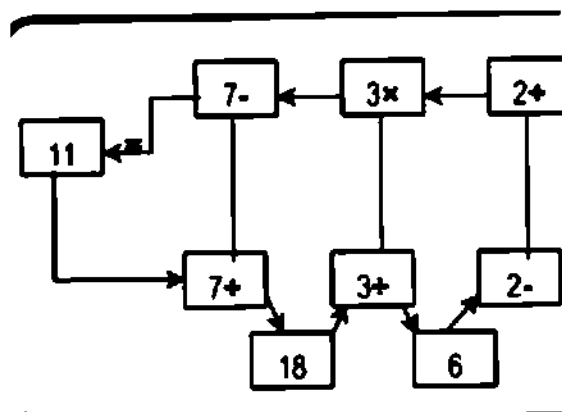 7- 3× 2+
11 =
7+ 3÷ 2-
18 6